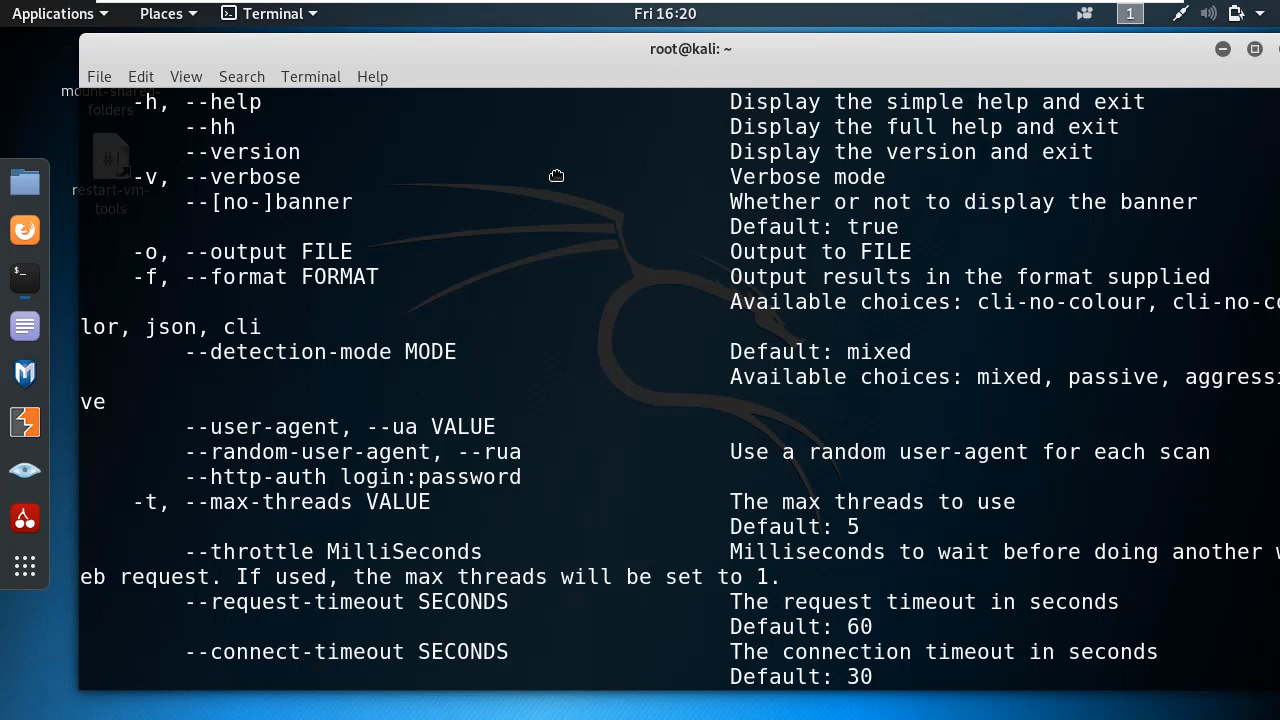 Applications Places Terminal Fri 16:20 1
root@kali: ~
File Edit View Search Terminal Help
mount-shared-
folders
#!
restart-vm-
tools
$_
-h, --help Display the simple help and exit
--hh Display the full help and exit
--version Display the version and exit
-v, --verbose Verbose mode
--[no-]banner Whether or not to display the banner
Default: true
-o, --output FILE Output to FILE
-f, --format FORMAT Output results in the format supplied
Available choices: cli-no-colour, cli-no-co
lor, json, cli
--detection-mode MODE Default: mixed
Available choices: mixed, passive, aggressi
ve
--user-agent, --ua VALUE
--random-user-agent, --rua Use a random user-agent for each scan
--http-auth login:password
-t, --max-threads VALUE The max threads to use
Default: 5
--throttle MilliSeconds Milliseconds to wait before doing another w
eb request. If used, the max threads will be set to 1.
--request-timeout SECONDS The request timeout in seconds
Default: 60
--connect-timeout SECONDS The connection timeout in seconds
Default: 30